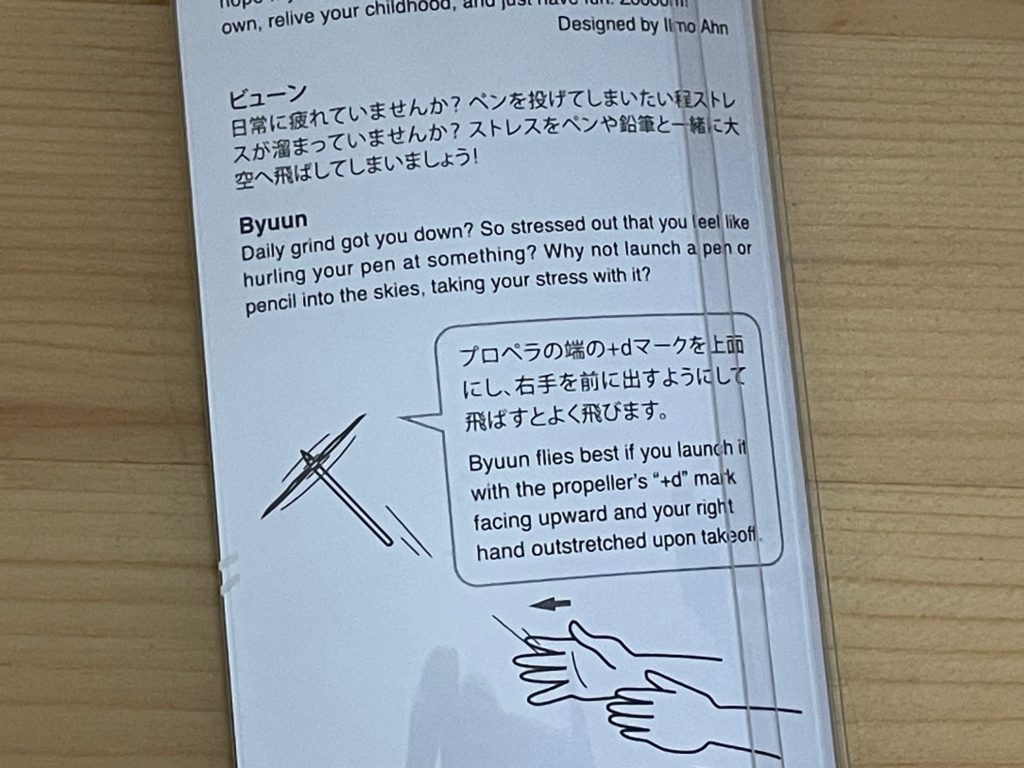 own, relive your childhood, and just have fun. Zoooom!
Designed by Ilmo Ahn
ビューン
日常に疲れていませんか? ペンを投げてしまいたい程ストレ
スが溜まっていませんか? ストレスをペンや鉛筆と一緒に大
空へ飛ばしてしまいましょう!
Byuun
Daily grind got you down? So stressed out that you feel like
hurling your pen at something? Why not launch a pen or
pencil into the skies, taking your stress with it?
プロペラの端の+dマークを上面
にし、右手を前に出すようにして
飛ばすとよく飛びます。
Byuun flies best if you launch it
with the propeller's “+d” mark
facing upward and your right
hand outstretched upon takeoff.